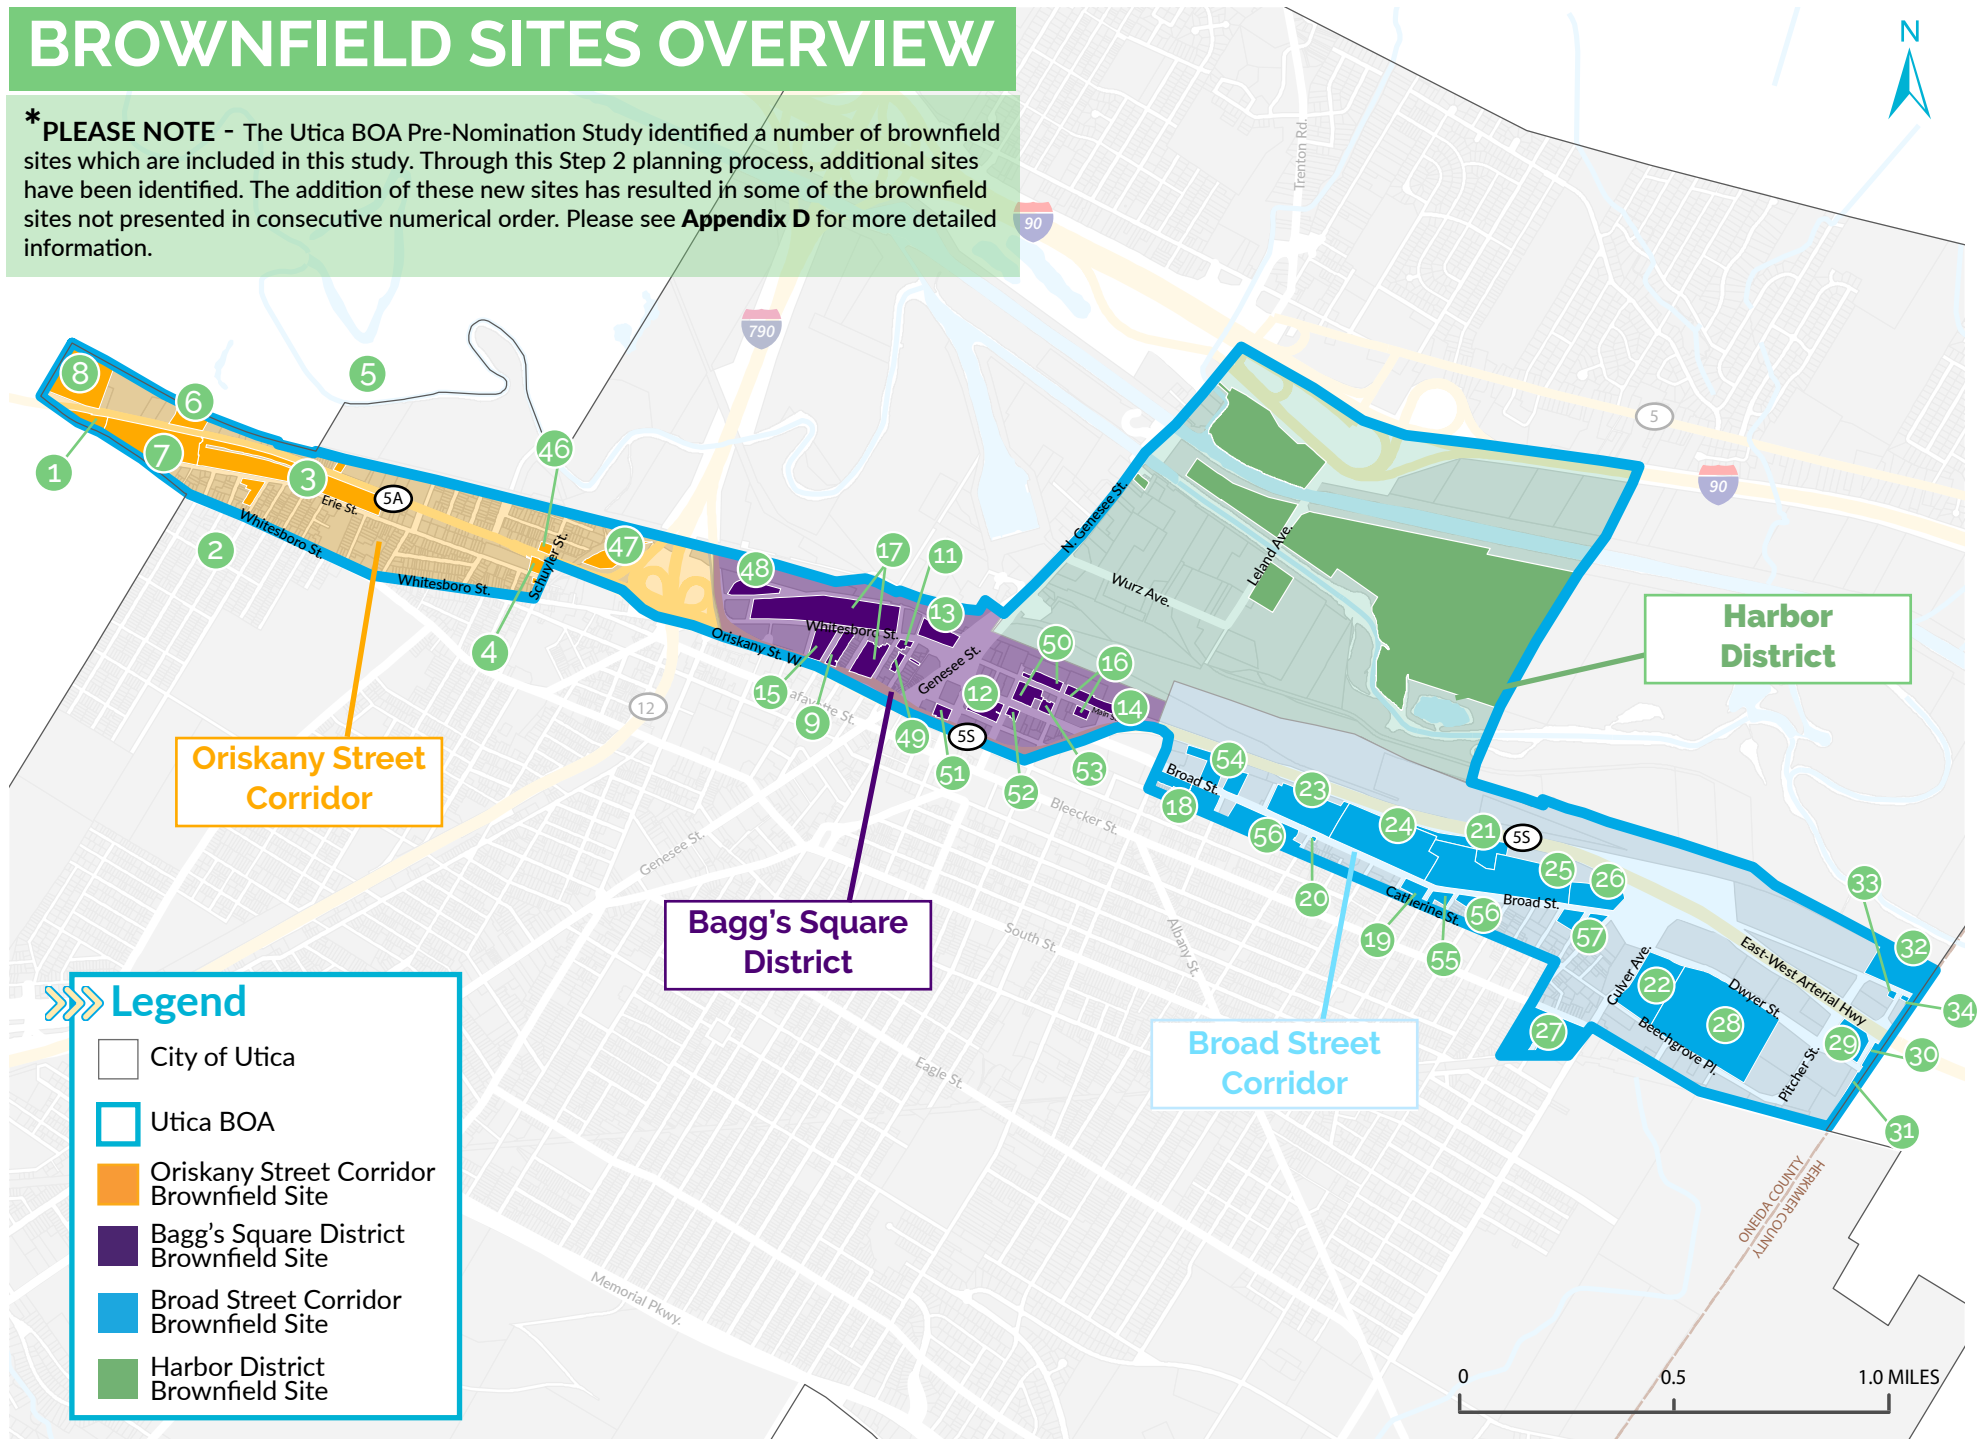 BROWNFIELD SITES OVERVIEW
*PLEASE NOTE - The Utica BOA Pre-Nomination Study identified a number of brownfield
sites which are included in this study. Through this Step 2 planning process, additional sites
have been identified. The addition of these new sites has resulted in some of the brownfield
sites not presented in consecutive numerical order. Please see Appendix D for more detailed
information.
N
Trenton Rd.
90
790
5
90
8
6
5
1
7
3
46
5A
Erie St.
2
Whitesboro St.
Whitesboro St.
Schuyler St.
47
4
48
17
11
13
Whitesboro St.
Oriskany St. W.
Genesee St.
15
9
Lafayette St.
49
12
50
16
14
Main St.
51
5S
52
53
12
N. Genesee St.
Wurz Ave.
Leland Ave.
Harbor
District
Oriskany Street
Corridor
Bagg's Square
District
Genesee St.
Bleecker St.
South St.
Albany St.
Eagle St.
Memorial Pkwy.
Broad St.
54
18
23
24
21
5S
56
20
25
26
Catherine St.
Broad St.
19
55
56
57
27
Culver Ave.
22
28
Dwyer St.
Beechgrove Pl.
East-West Arterial Hwy
Pitcher St.
33
32
34
29
30
31
Broad Street
Corridor
ONEIDA COUNTY
HERKIMER COUNTY
Legend
City of Utica
Utica BOA
Oriskany Street Corridor
Brownfield Site
Bagg's Square District
Brownfield Site
Broad Street Corridor
Brownfield Site
Harbor District
Brownfield Site
0 0.5 1.0 MILES